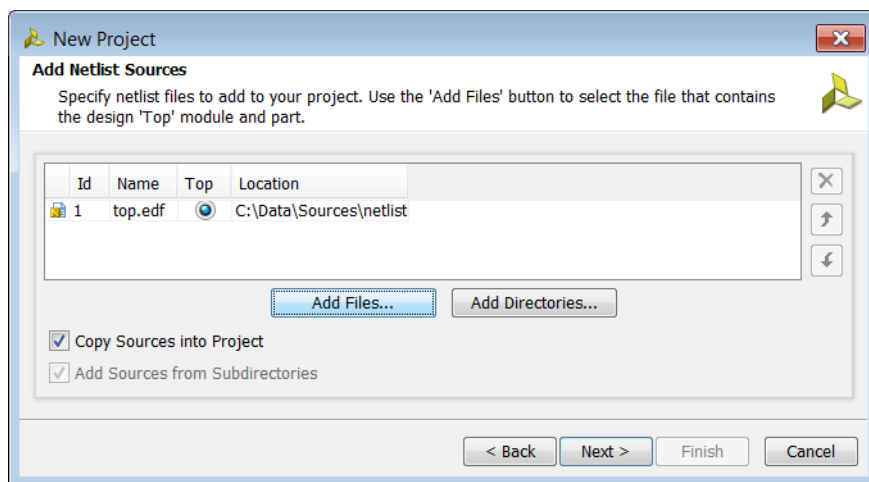 New Project
Add Netlist Sources
Specify netlist files to add to your project. Use the 'Add Files' button to select the file that contains
the design 'Top' module and part.
Id Name Top Location
1 top.edf C:\Data\Sources\netlist
Add Files... Add Directories...
Copy Sources into Project
Add Sources from Subdirectories
< Back Next > Finish Cancel